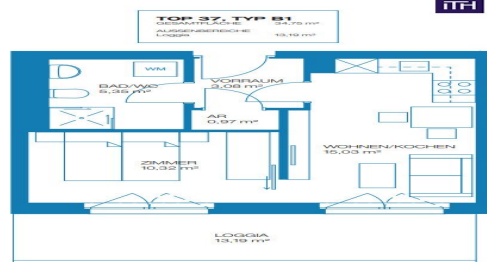 iTH
TOP 37, TYP B1
GESAMTFLÄCHE 34,75 m²
AUSSENBEREICHE
Loggia 13,19 m²
WM
BAD/WC
5,35 m²
VORRAUM
3,08 m²
AR
0,97 m²
WOHNEN/KOCHEN
15,03 m²
ZIMMER
10,32 m²
LOGGIA
13,19 m²